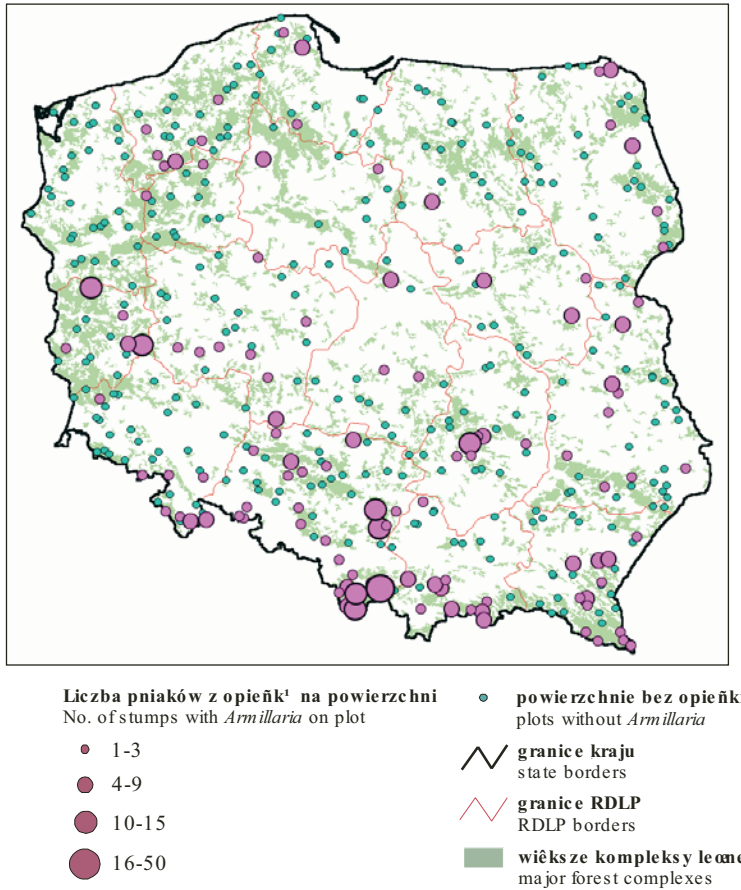 Liczba pniaków z opieñk¹ na powierzchni
No. of stumps with Armillaria on plot
1-3
4-9
10-15
16-50
powierzchnie bez opieñki
plots without Armillaria
granice kraju
state borders
granice RDLP
RDLP borders
wiêksze kompleksy leœne
major forest complexes